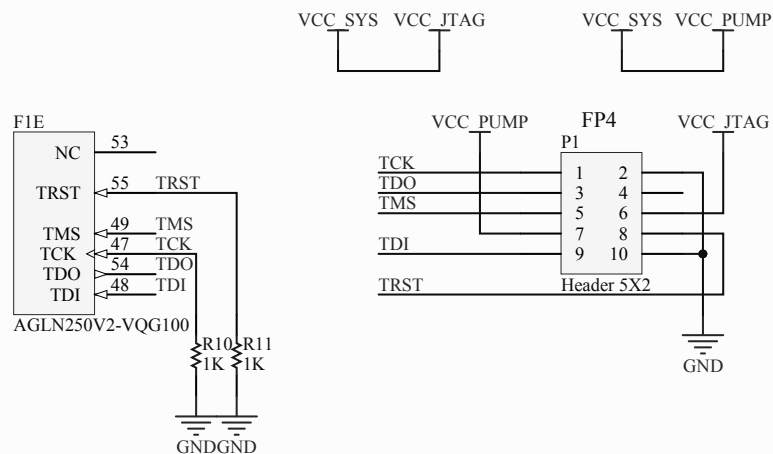 VCC_SYS VCC_JTAG
VCC_SYS VCC_PUMP
F1E
NC 53
TRST 55 TRST
TMS 49 TMS
TCK 47 TCK
TDO 54 TDO
TDI 48 TDI
AGLN250V2-VQG100
R10 R11
1K 1K
GND GND
VCC_PUMP FP4 VCC_JTAG
P1
TCK 1 2
TDO 3 4
TMS 5 6
7 8
TDI 9 10
TRST Header 5X2
GND